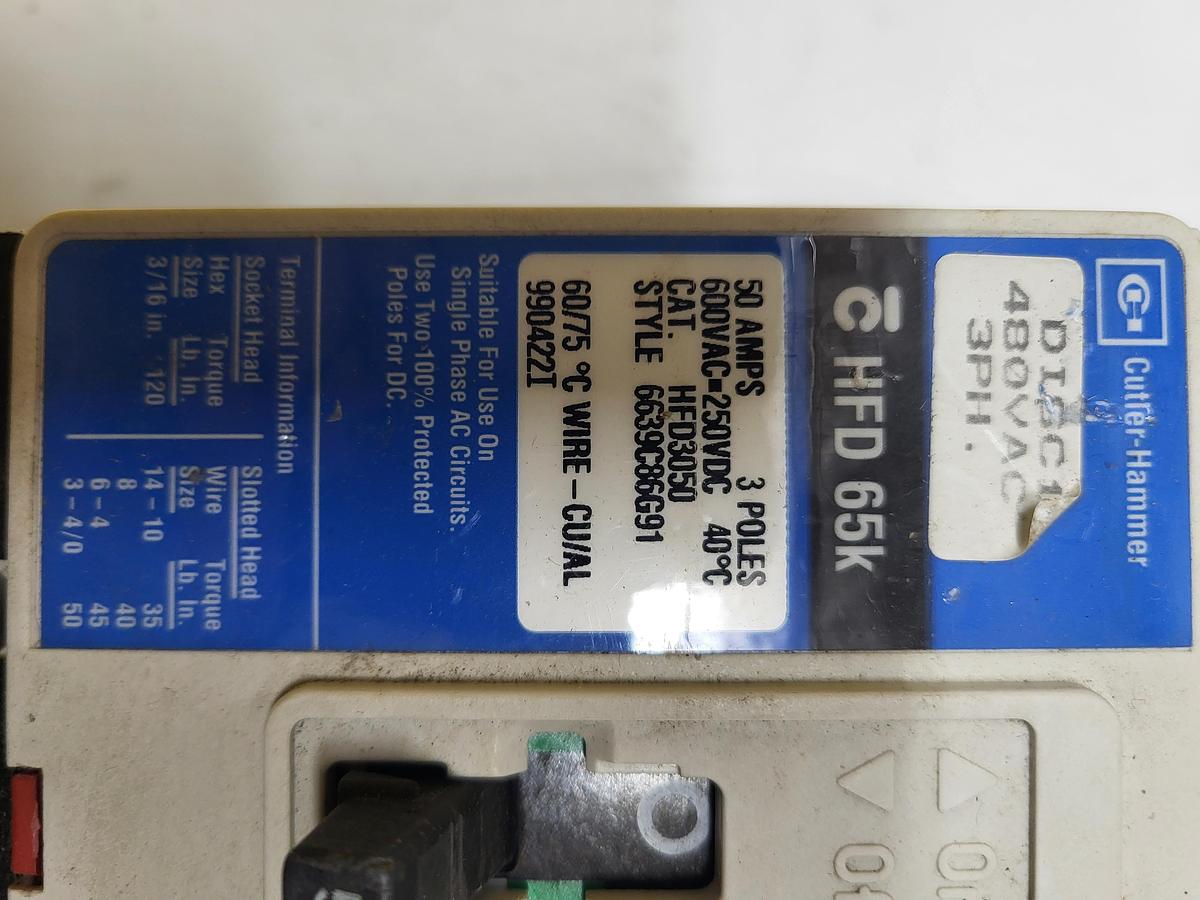 Cutler-Hammer
DISC1
480VAC
3PH.
c HFD 65k
50 AMPS 3 POLES
600VAC-250VDC 40°C
CAT. HFD3050
STYLE 6639C86G91
60/75 °C WIRE-CU/AL
990422I
Suitable For Use On
Single Phase AC Circuits.
Use Two 100% Protected
Poles For DC.
Terminal Information
Socket Head
Hex Torque
Size Lb. In.
3/16 in. 120
Slotted Head
Wire Torque
Size Lb. In.
14-10 35
8 40
6-4 45
3-4/0 50
O